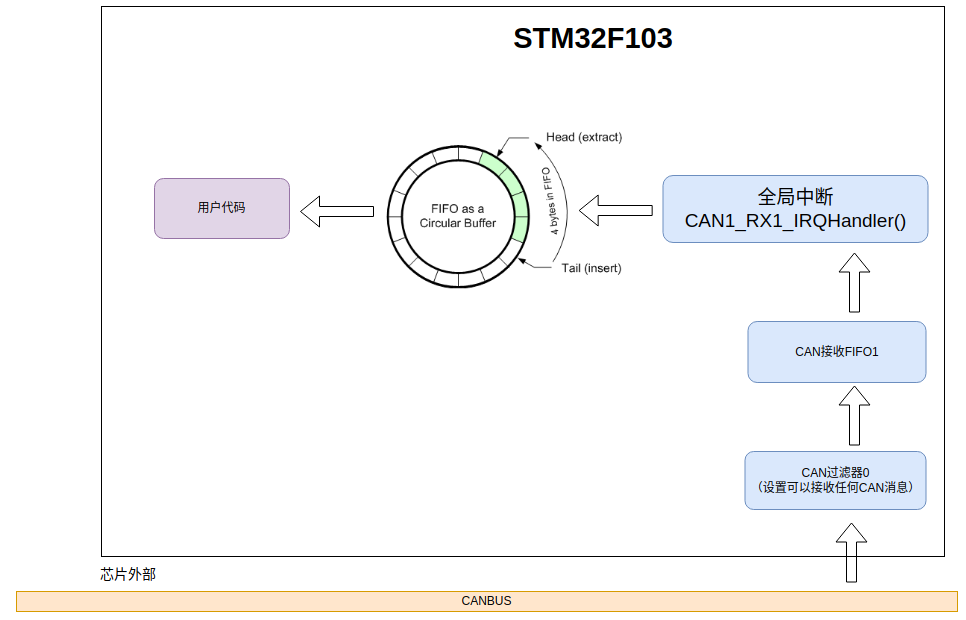 STM32F103
Head (extract)
4 bytes in FIFO
FIFO as a
Circular Buffer
Tail (insert)
用户代码
全局中断
CAN1_RX1_IRQHandler()
CAN接收FIFO1
CAN过滤器0
（设置可以接收任何CAN消息）
芯片外部
CANBUS